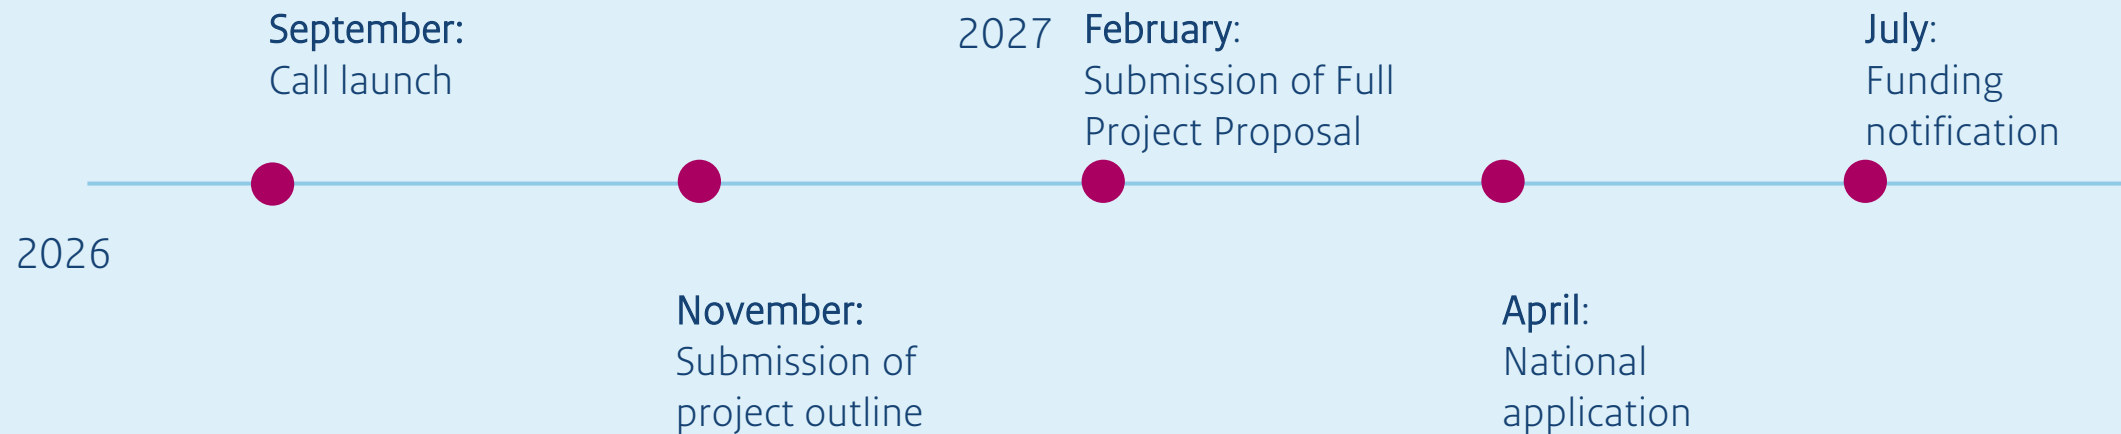 September:
Call launch
2027
February:
Submission of Full
Project Proposal
July:
Funding
notification
2026
November:
Submission of
project outline
April:
National
application